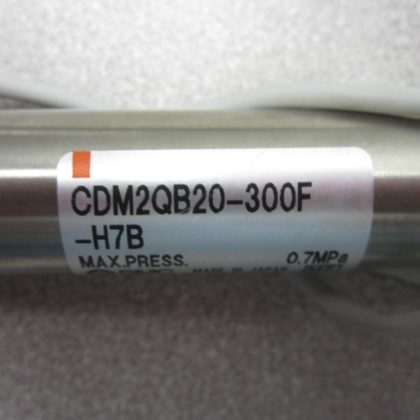 CDM2QB20-300F
-H7B
MAX.PRESS. 0.7MPa
MADE IN JAPAN